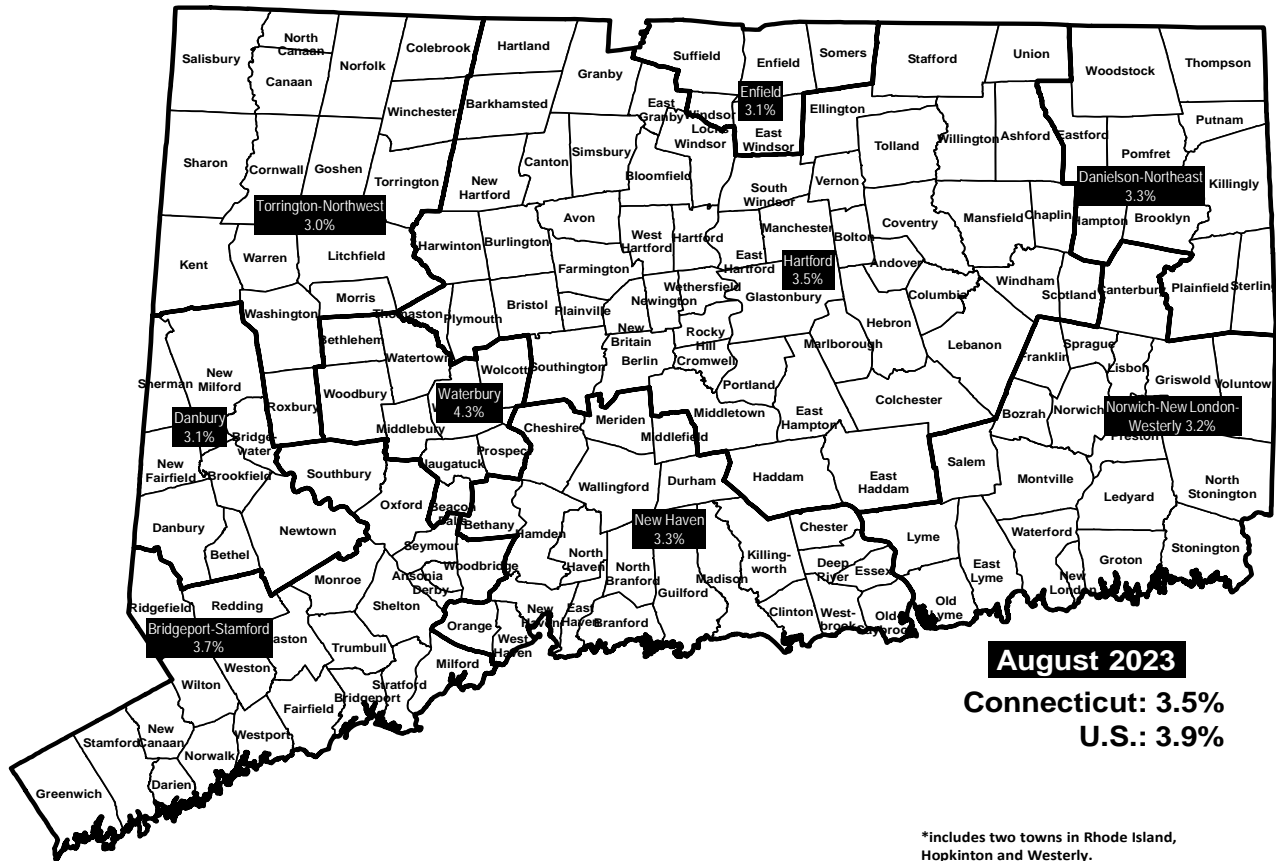 North
Canaan
Colebrook
Hartland
Suffield
Enfield
Somers
Stafford
Union
Woodstock
Thompson
Salisbury
Canaan
Norfolk
Granby
Winchester
Barkhamsted
East
Granby
Windsor
Locks
Enfield
3.1%
East
Windsor
Ellington
Willington
Ashford
Eastford
Putnam
Pomfret
Sharon
Cornwall
Goshen
Torrington
New
Hartford
Canton
Simsbury
Bloomfield
Windsor
South
Windsor
Vernon
Tolland
Killingly
Danielson-Northeast
3.3%
Torrington-Northwest
3.0%
Avon
West
Hartford
Hartford
East
Hartford
Manchester
Bolton
Coventry
Mansfield
Chaplin
Hampton
Brooklyn
Kent
Warren
Litchfield
Harwinton
Burlington
Farmington
Hartford
3.5%
Andover
Columbia
Windham
Scotland
Canterbury
Plainfield
Sterling
Morris
Washington
Thomaston
Plymouth
Bristol
Plainville
Newington
Wethersfield
Glastonbury
Hebron
Bethlehem
Watertown
New
Britain
Rocky
Hill
Marlborough
Lebanon
Franklin
Sprague
Lisbon
Griswold
Voluntown
Berlin
Cromwell
Sherman
New
Milford
Roxbury
Woodbury
Wolcott
Southington
Portland
Colchester
Waterbury
4.3%
Danbury
3.1%
Bridge-
water
Middlebury
Cheshire
Meriden
Middletown
Middlefield
East
Hampton
Bozrah
Norwich
Norwich-New London-
Westerly 3.2%
Preston
New
Fairfield
Brookfield
Southbury
Naugatuck
Prospect
Wallingford
Durham
Haddam
East
Haddam
Salem
Montville
Ledyard
North
Stonington
Danbury
Bethel
Newtown
Oxford
Beacon
Falls
Bethany
Hamden
New Haven
3.3%
Chester
Lyme
Waterford
Seymour
Woodbridge
North
Haven
North
Branford
Killing-
worth
Deep
River
Essex
East
Lyme
Groton
Stonington
Monroe
Ansonia
Derby
Guilford
Madison
New
London
Ridgefield
Redding
Shelton
Orange
New
Haven
East
Haven
Branford
Clinton
West-
brook
Old
Saybrook
Old
Lyme
Bridgeport-Stamford
3.7%
Easton
Trumbull
West
Haven
Milford
Weston
Wilton
Stratford
Bridgeport
Fairfield
New
Canaan
Westport
Stamford
Norwalk
Darien
Greenwich
August 2023
Connecticut: 3.5%
U.S.: 3.9%
*includes two towns in Rhode Island,
Hopkinton and Westerly.